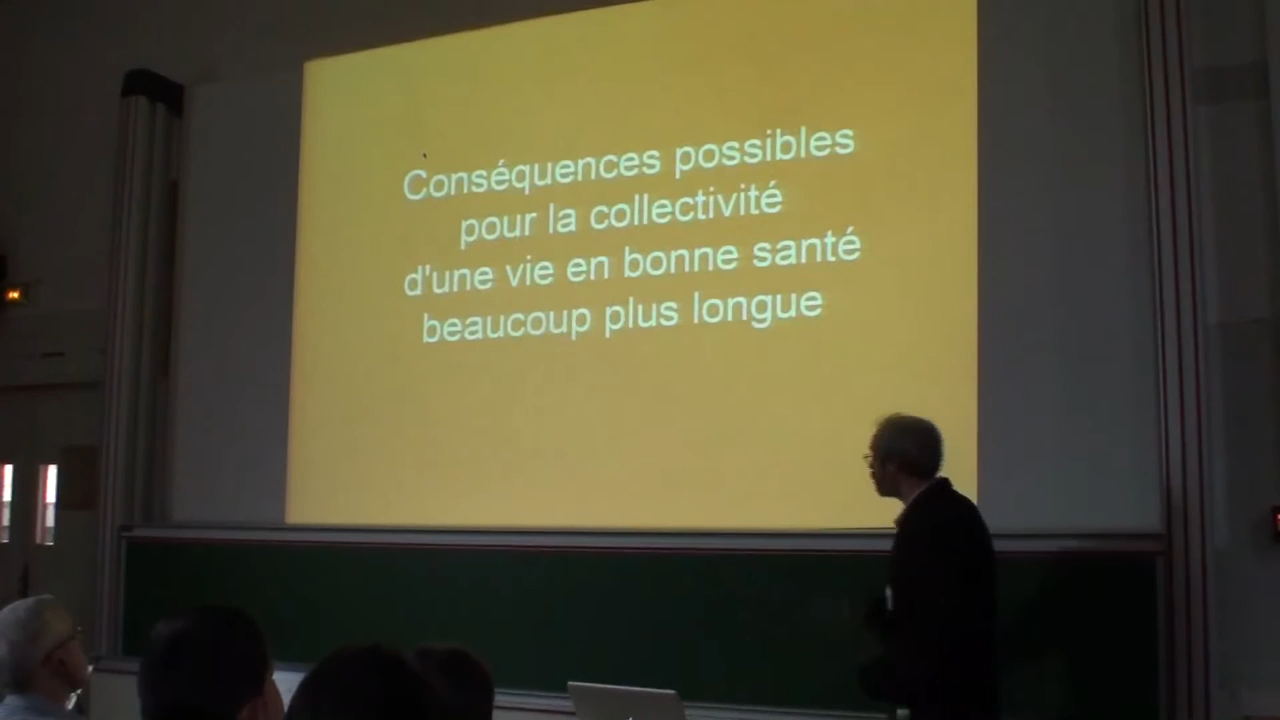 Conséquences possibles
pour la collectivité
d'une vie en bonne santé
beaucoup plus longue